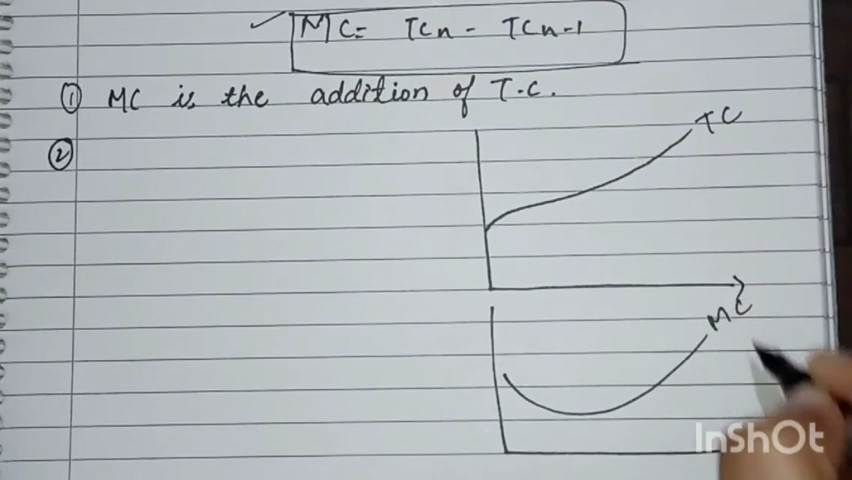 MC= TCn - TCn-1
① MC is the addition of T.C.
②
TC
MC
InShOt